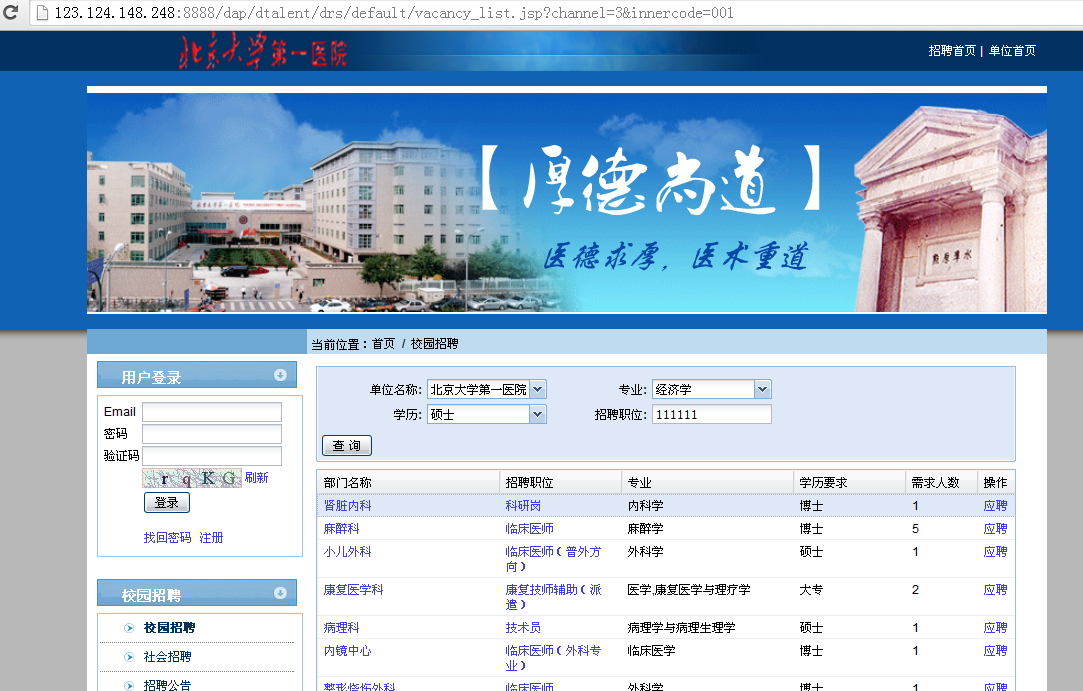 123.124.148.248:8888/dap/dtalent/drs/default/vacancy_list.jsp?channel=3&innercode=001
北京大学第一医院
招聘首页 | 单位首页
【厚德尚道】
医德求厚，医术重道
当前位置：首页 / 校园招聘
用户登录
Email
密码
验证码
r q K G 刷新
登录
找回密码 注册
校园招聘
校园招聘
社会招聘
招聘公告
单位名称: 北京大学第一医院 专业: 经济学
学历: 硕士 招聘职位: 111111
查 询
部门名称 招聘职位 专业 学历要求 需求人数 操作
肾脏内科 科研岗 内科学 博士 1 应聘
麻醉科 临床医师 麻醉学 博士 5 应聘
小儿外科 临床医师（普外方 外科学 硕士 1 应聘
向）
康复医学科 康复技师辅助（派 医学,康复医学与理疗学 大专 2 应聘
遣）
病理科 技术员 病理学与病理生理学 硕士 1 应聘
内镜中心 临床医师（外科专 临床医学 博士 1 应聘
业）
整形烧伤外科 临床医师 外科学 博士 1 应聘